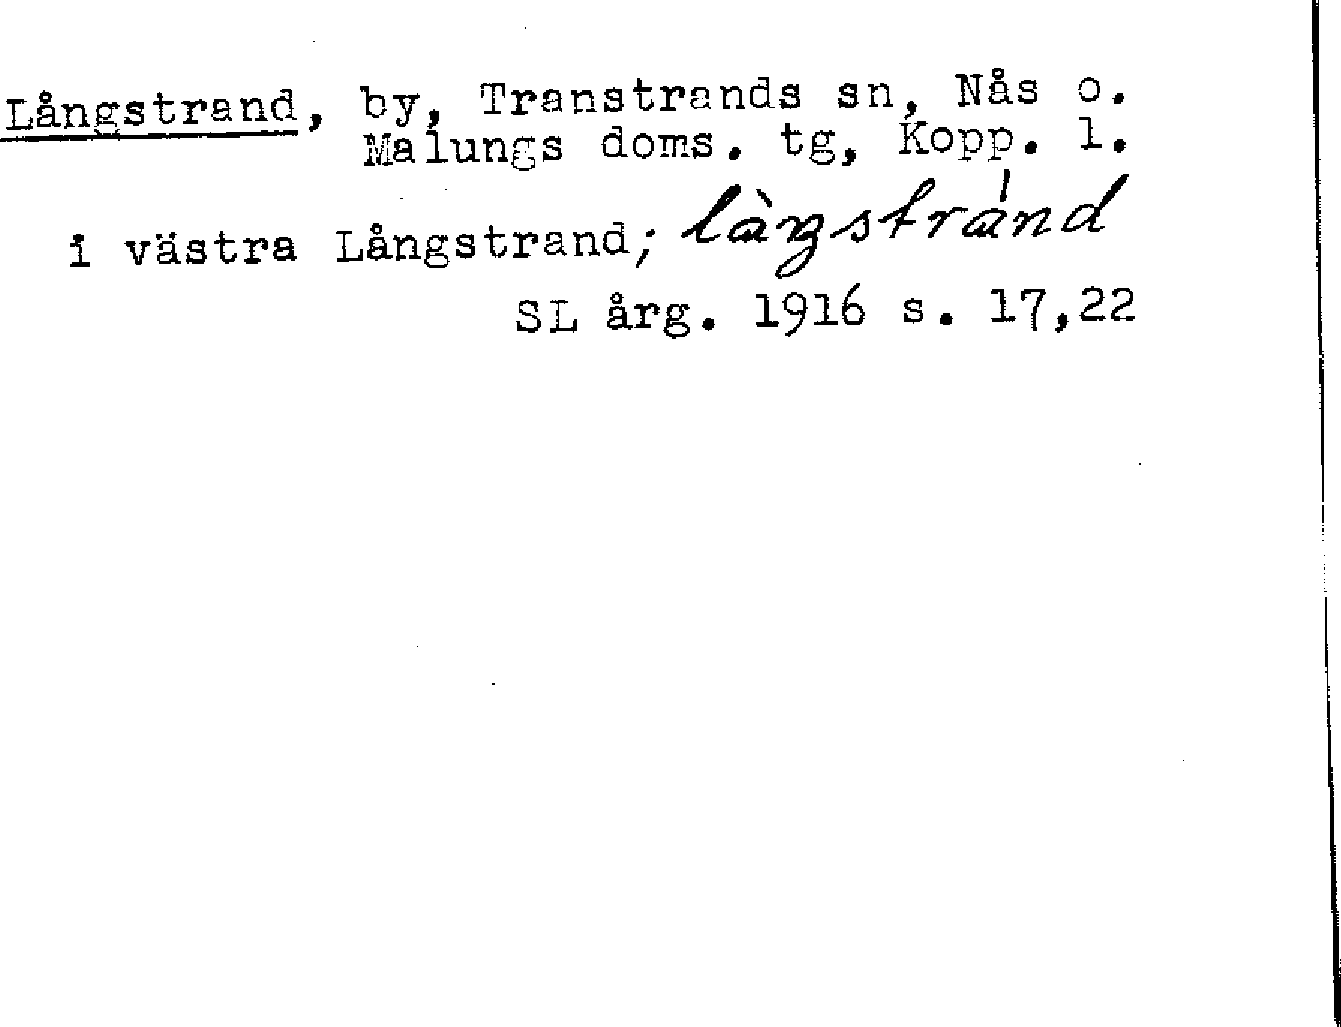 Långstrand, by, Transtrands sn, Nås o.
Malungs doms. tg, Kopp. l.
i västra Långstrand; làŋstránd
SL årg. 1916 s. 17,22